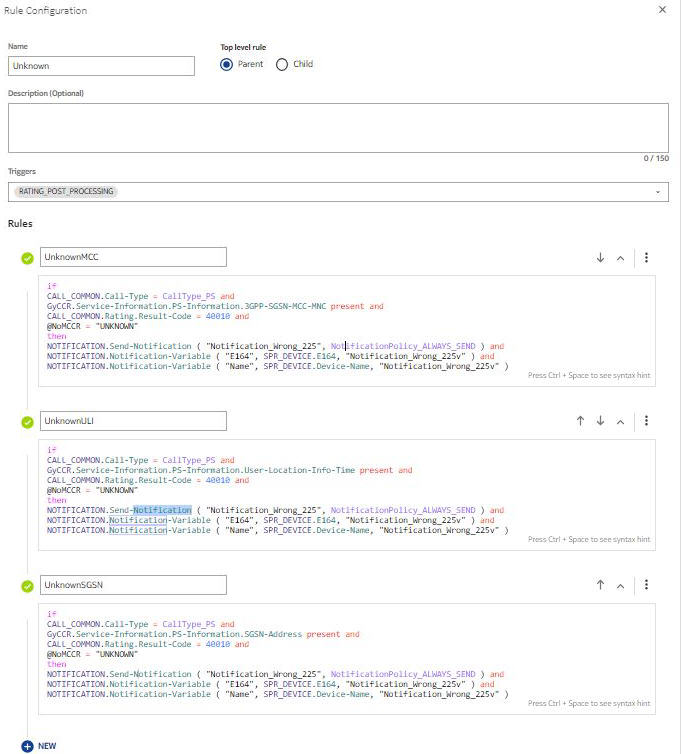 Rule Configuration
Name
Top level rule
Unknown
Parent
Child
Description (Optional)
0 / 150
Triggers
RATING_POST_PROCESSING
Rules
UnknownMCC
if
CALL_COMMON.Call-Type = CallType_PS and
GyCCR.Service-Information.PS-Information.3GPP-SGSN-MCC-MNC present and
CALL_COMMON.Rating.Result-Code = 40010 and
@NoMCCR = "UNKNOWN"
then
NOTIFICATION.Send-Notification ( "Notification_Wrong_225", NotificationPolicy_ALWAYS_SEND ) and
NOTIFICATION.Notification-Variable ( "E164", SPR_DEVICE.E164, "Notification_Wrong_225v" ) and
NOTIFICATION.Notification-Variable ( "Name", SPR_DEVICE.Device-Name, "Notification_Wrong_225v" )
Press Ctrl + Space to see syntax hint
UnknownULI
if
CALL_COMMON.Call-Type = CallType_PS and
GyCCR.Service-Information.PS-Information.User-Location-Info-Time present and
CALL_COMMON.Rating.Result-Code = 40010 and
@NoMCCR = "UNKNOWN"
then
NOTIFICATION.Send-Notification ( "Notification_Wrong_225", NotificationPolicy_ALWAYS_SEND ) and
NOTIFICATION.Notification-Variable ( "E164", SPR_DEVICE.E164, "Notification_Wrong_225v" ) and
NOTIFICATION.Notification-Variable ( "Name", SPR_DEVICE.Device-Name, "Notification_Wrong_225v" )
Press Ctrl + Space to see syntax hint
UnknownSGSN
if
CALL_COMMON.Call-Type = CallType_PS and
GyCCR.Service-Information.PS-Information.SGSN-Address present and
CALL_COMMON.Rating.Result-Code = 40010 and
@NoMCCR = "UNKNOWN"
then
NOTIFICATION.Send-Notification ( "Notification_Wrong_225", NotificationPolicy_ALWAYS_SEND ) and
NOTIFICATION.Notification-Variable ( "E164", SPR_DEVICE.E164, "Notification_Wrong_225v" ) and
NOTIFICATION.Notification-Variable ( "Name", SPR_DEVICE.Device-Name, "Notification_Wrong_225v" )
Press Ctrl + Space to see syntax hint
NEW